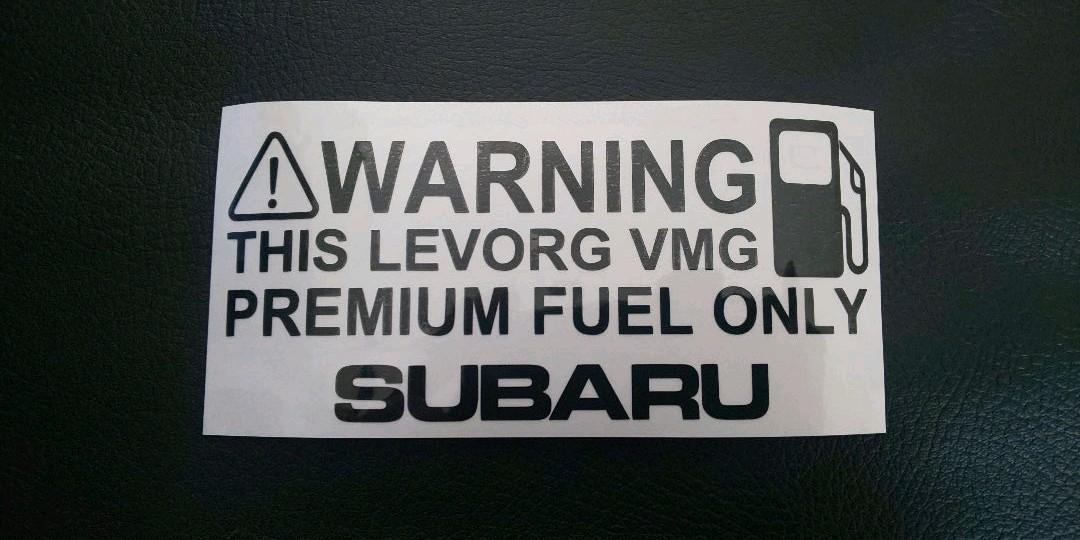 WARNING
THIS LEVORG VMG
PREMIUM FUEL ONLY
SUBARU